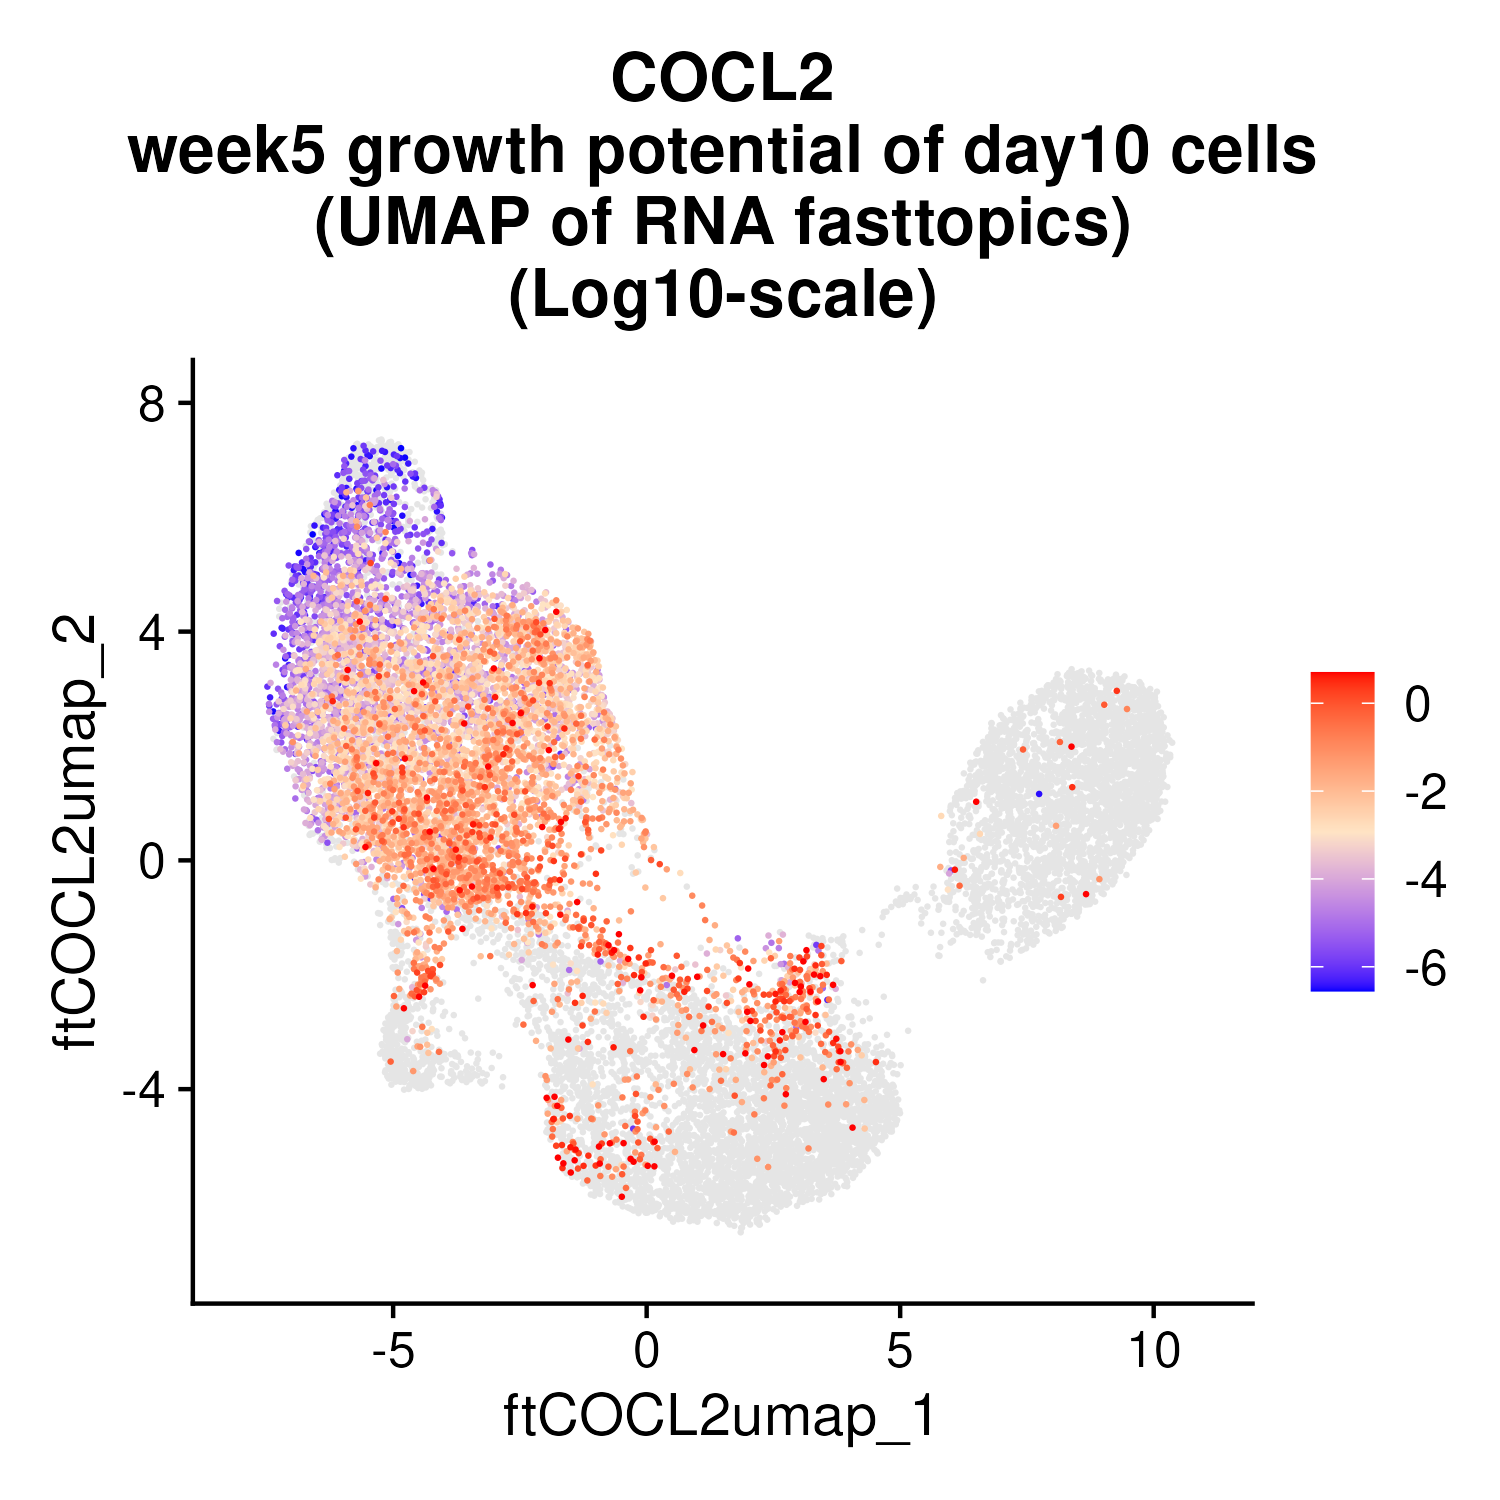 COCL2
week5 growth potential of day10 cells
(UMAP of RNA fasttopics)
(Log10-scale)
8
4
0
-4
ftCOCL2umap_2
-5
0
5
10
ftCOCL2umap_1
0
-2
-4
-6